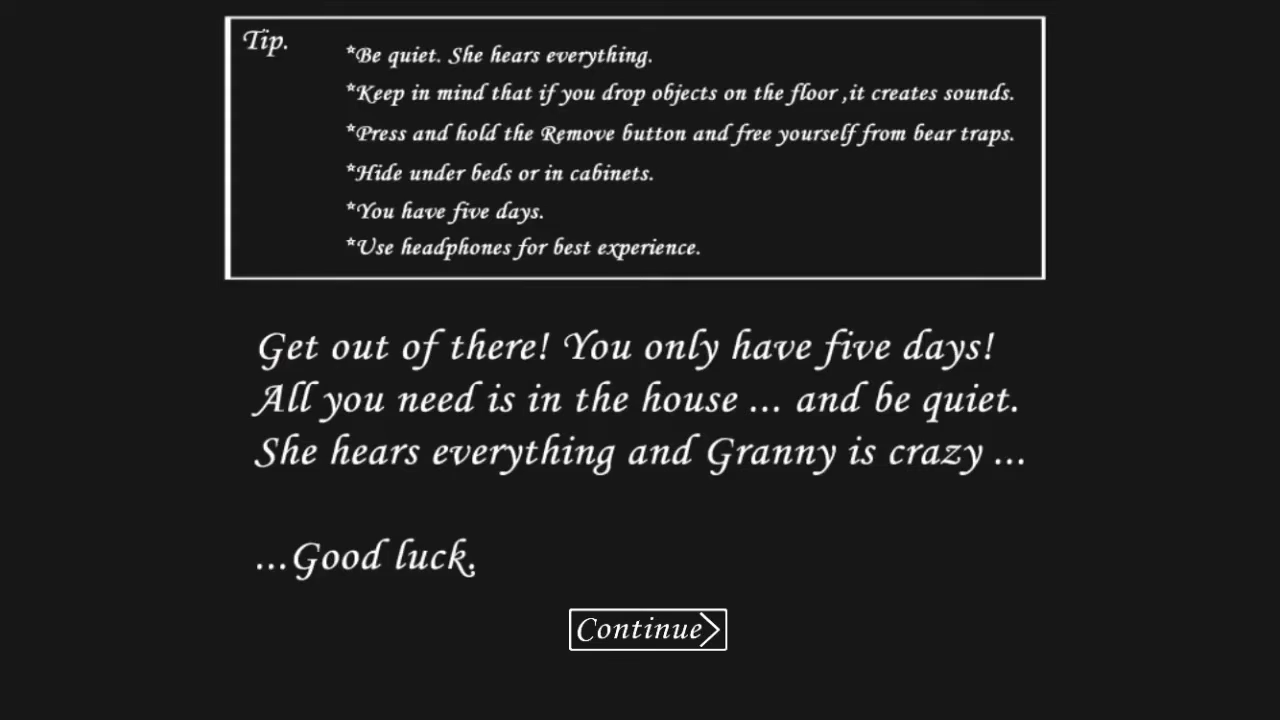 Tip.
*Be quiet. She hears everything.
*Keep in mind that if you drop objects on the floor ,it creates sounds.
*Press and hold the Remove button and free yourself from bear traps.
*Hide under beds or in cabinets.
*You have five days.
*Use headphones for best experience.
Get out of there! You only have five days!
All you need is in the house ... and be quiet.
She hears everything and Granny is crazy ...
...Good luck.
Continue>